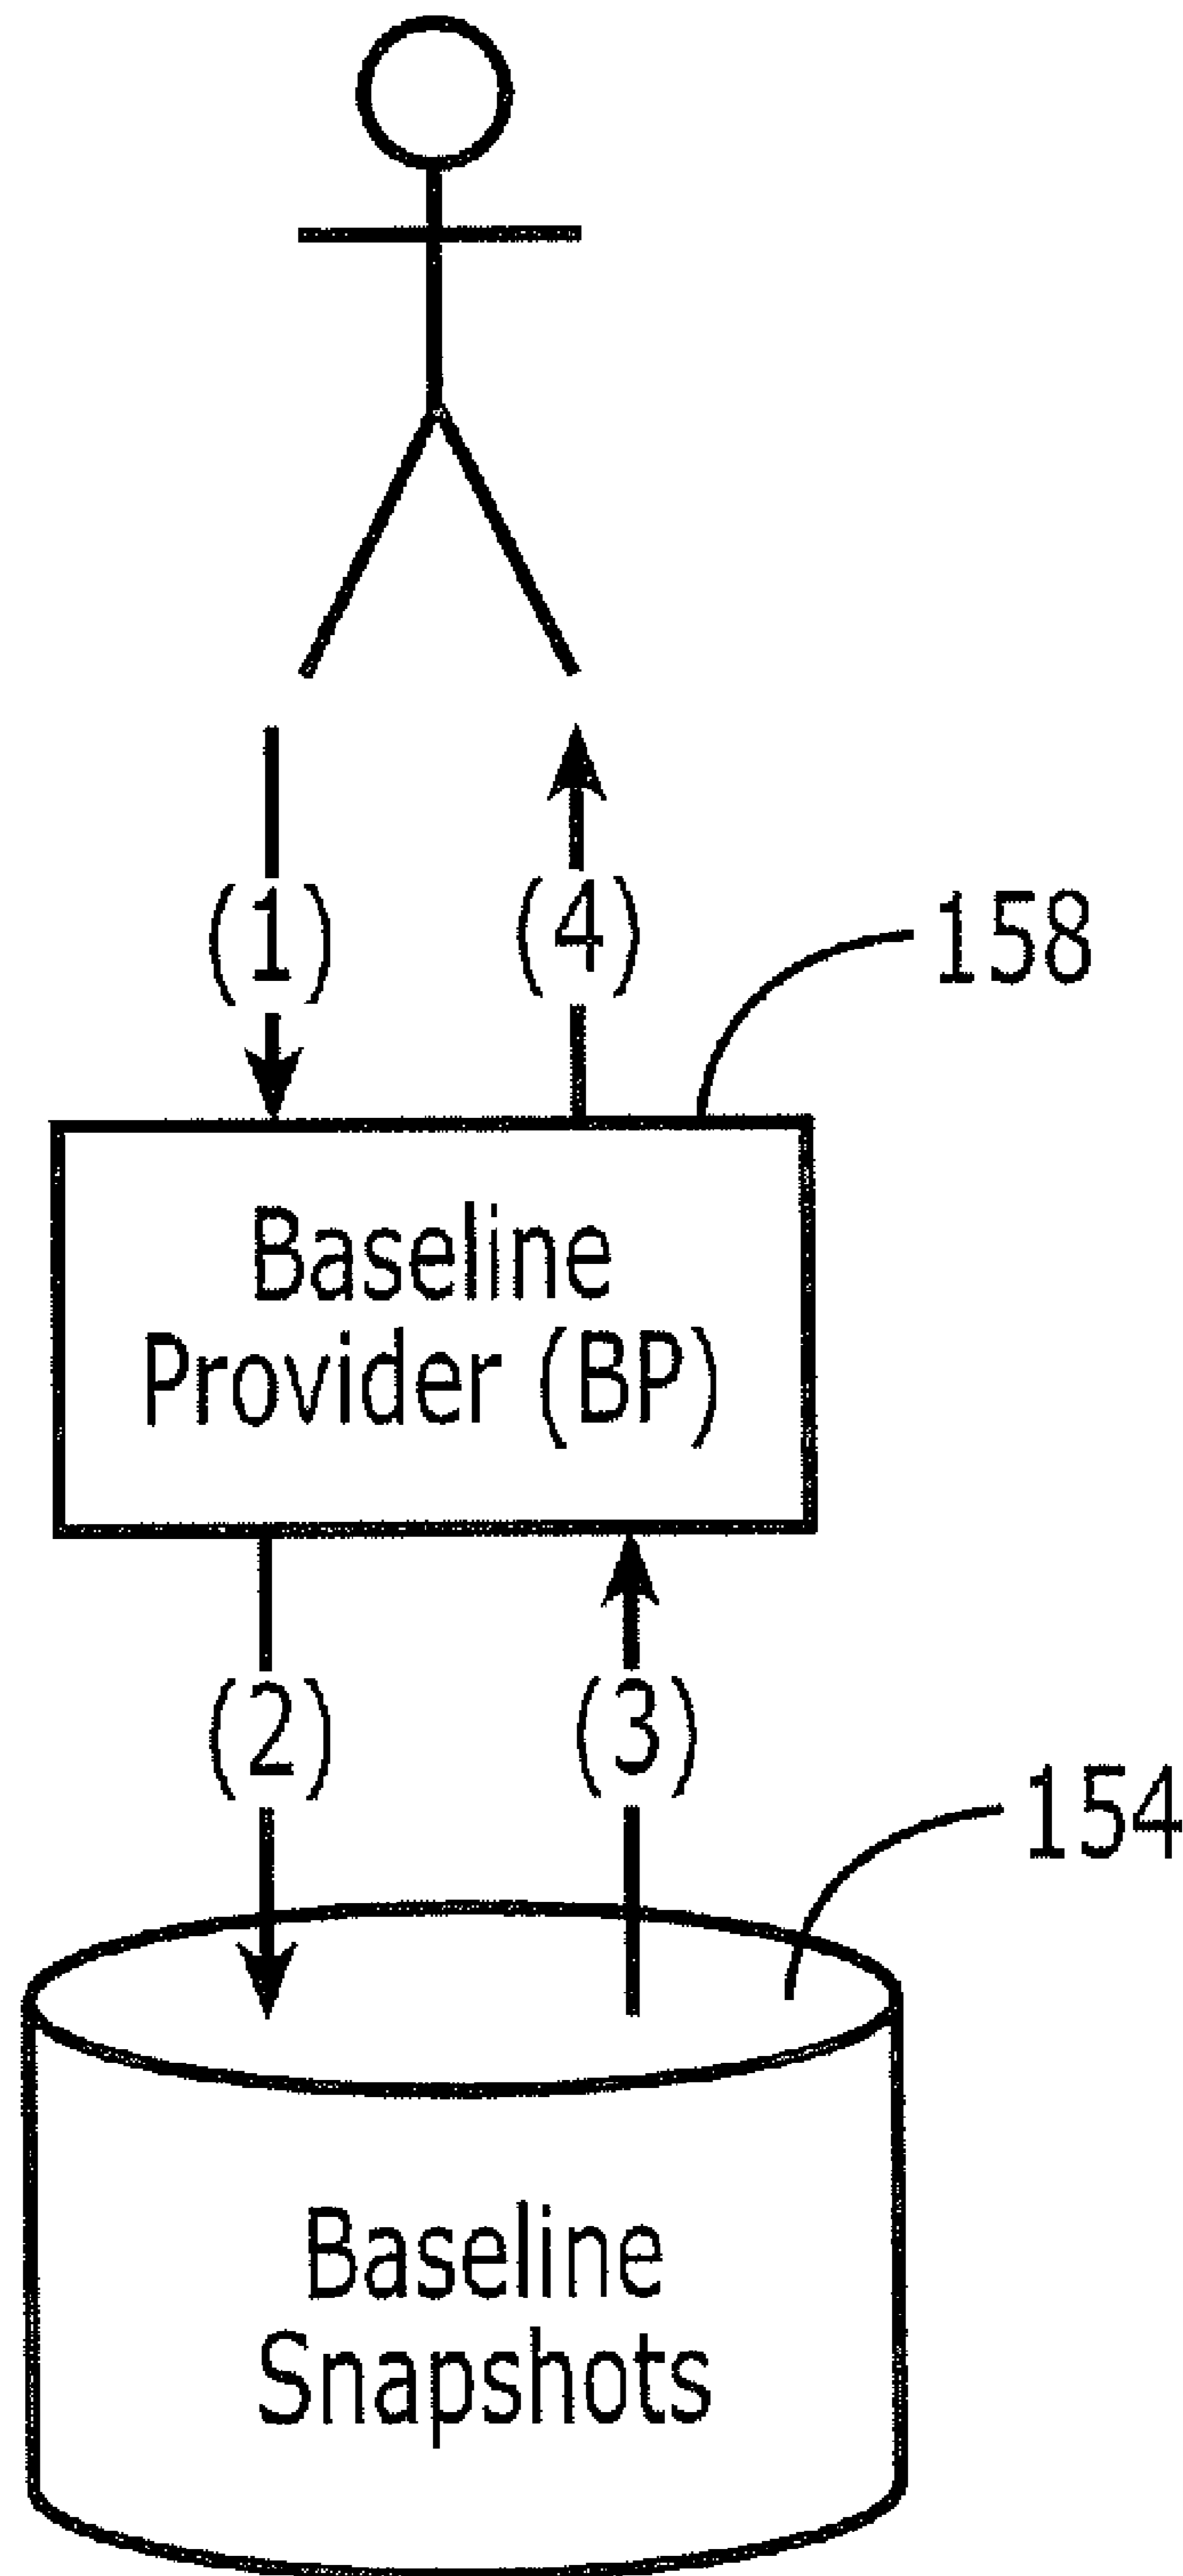 (1)
(4)
158
Baseline
Provider (BP)
(2)
(3)
154
Baseline
Snapshots